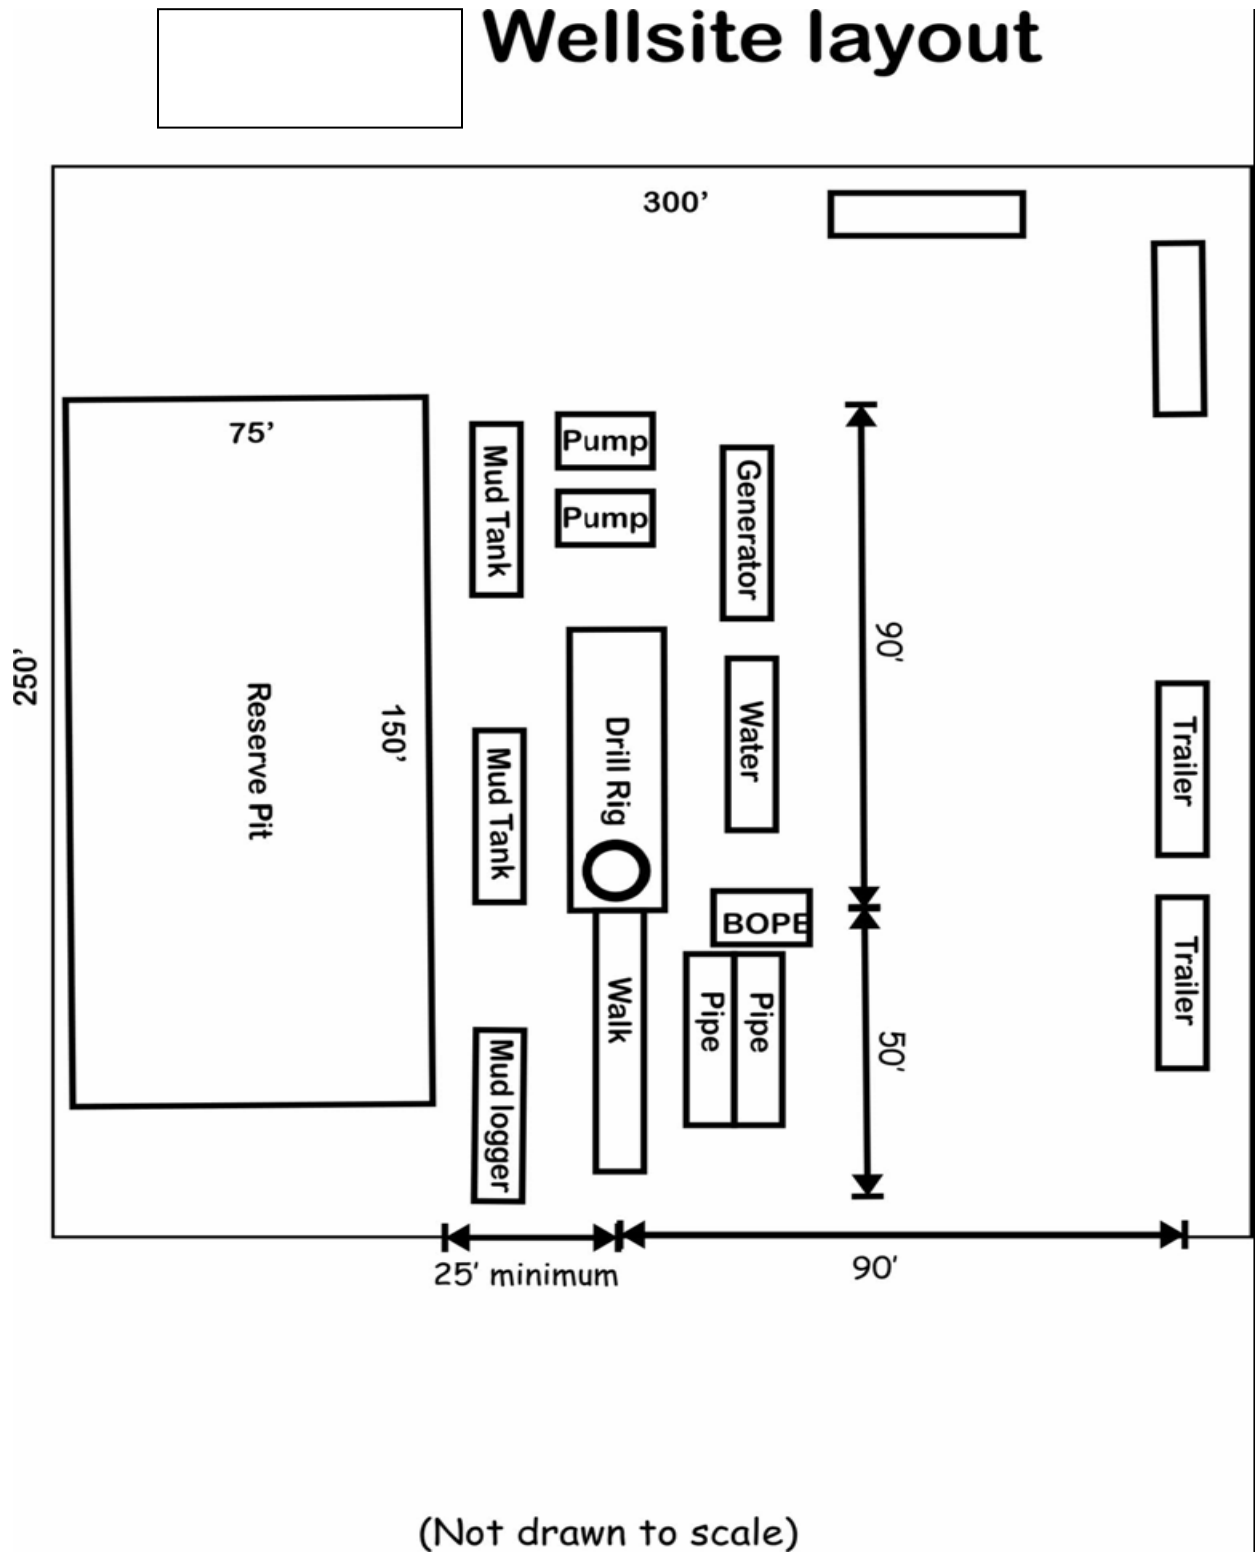 Wellsite layout
300’
75’
Pump
Mud Tank
Generator
Pump
90’
250’
Reserve Pit
150’
Drill Rig
Water
Trailer
Mud Tank
BOPE
Trailer
Walk
Pipe
Pipe
50’
Mud logger
25’ minimum
90’
(Not drawn to scale)